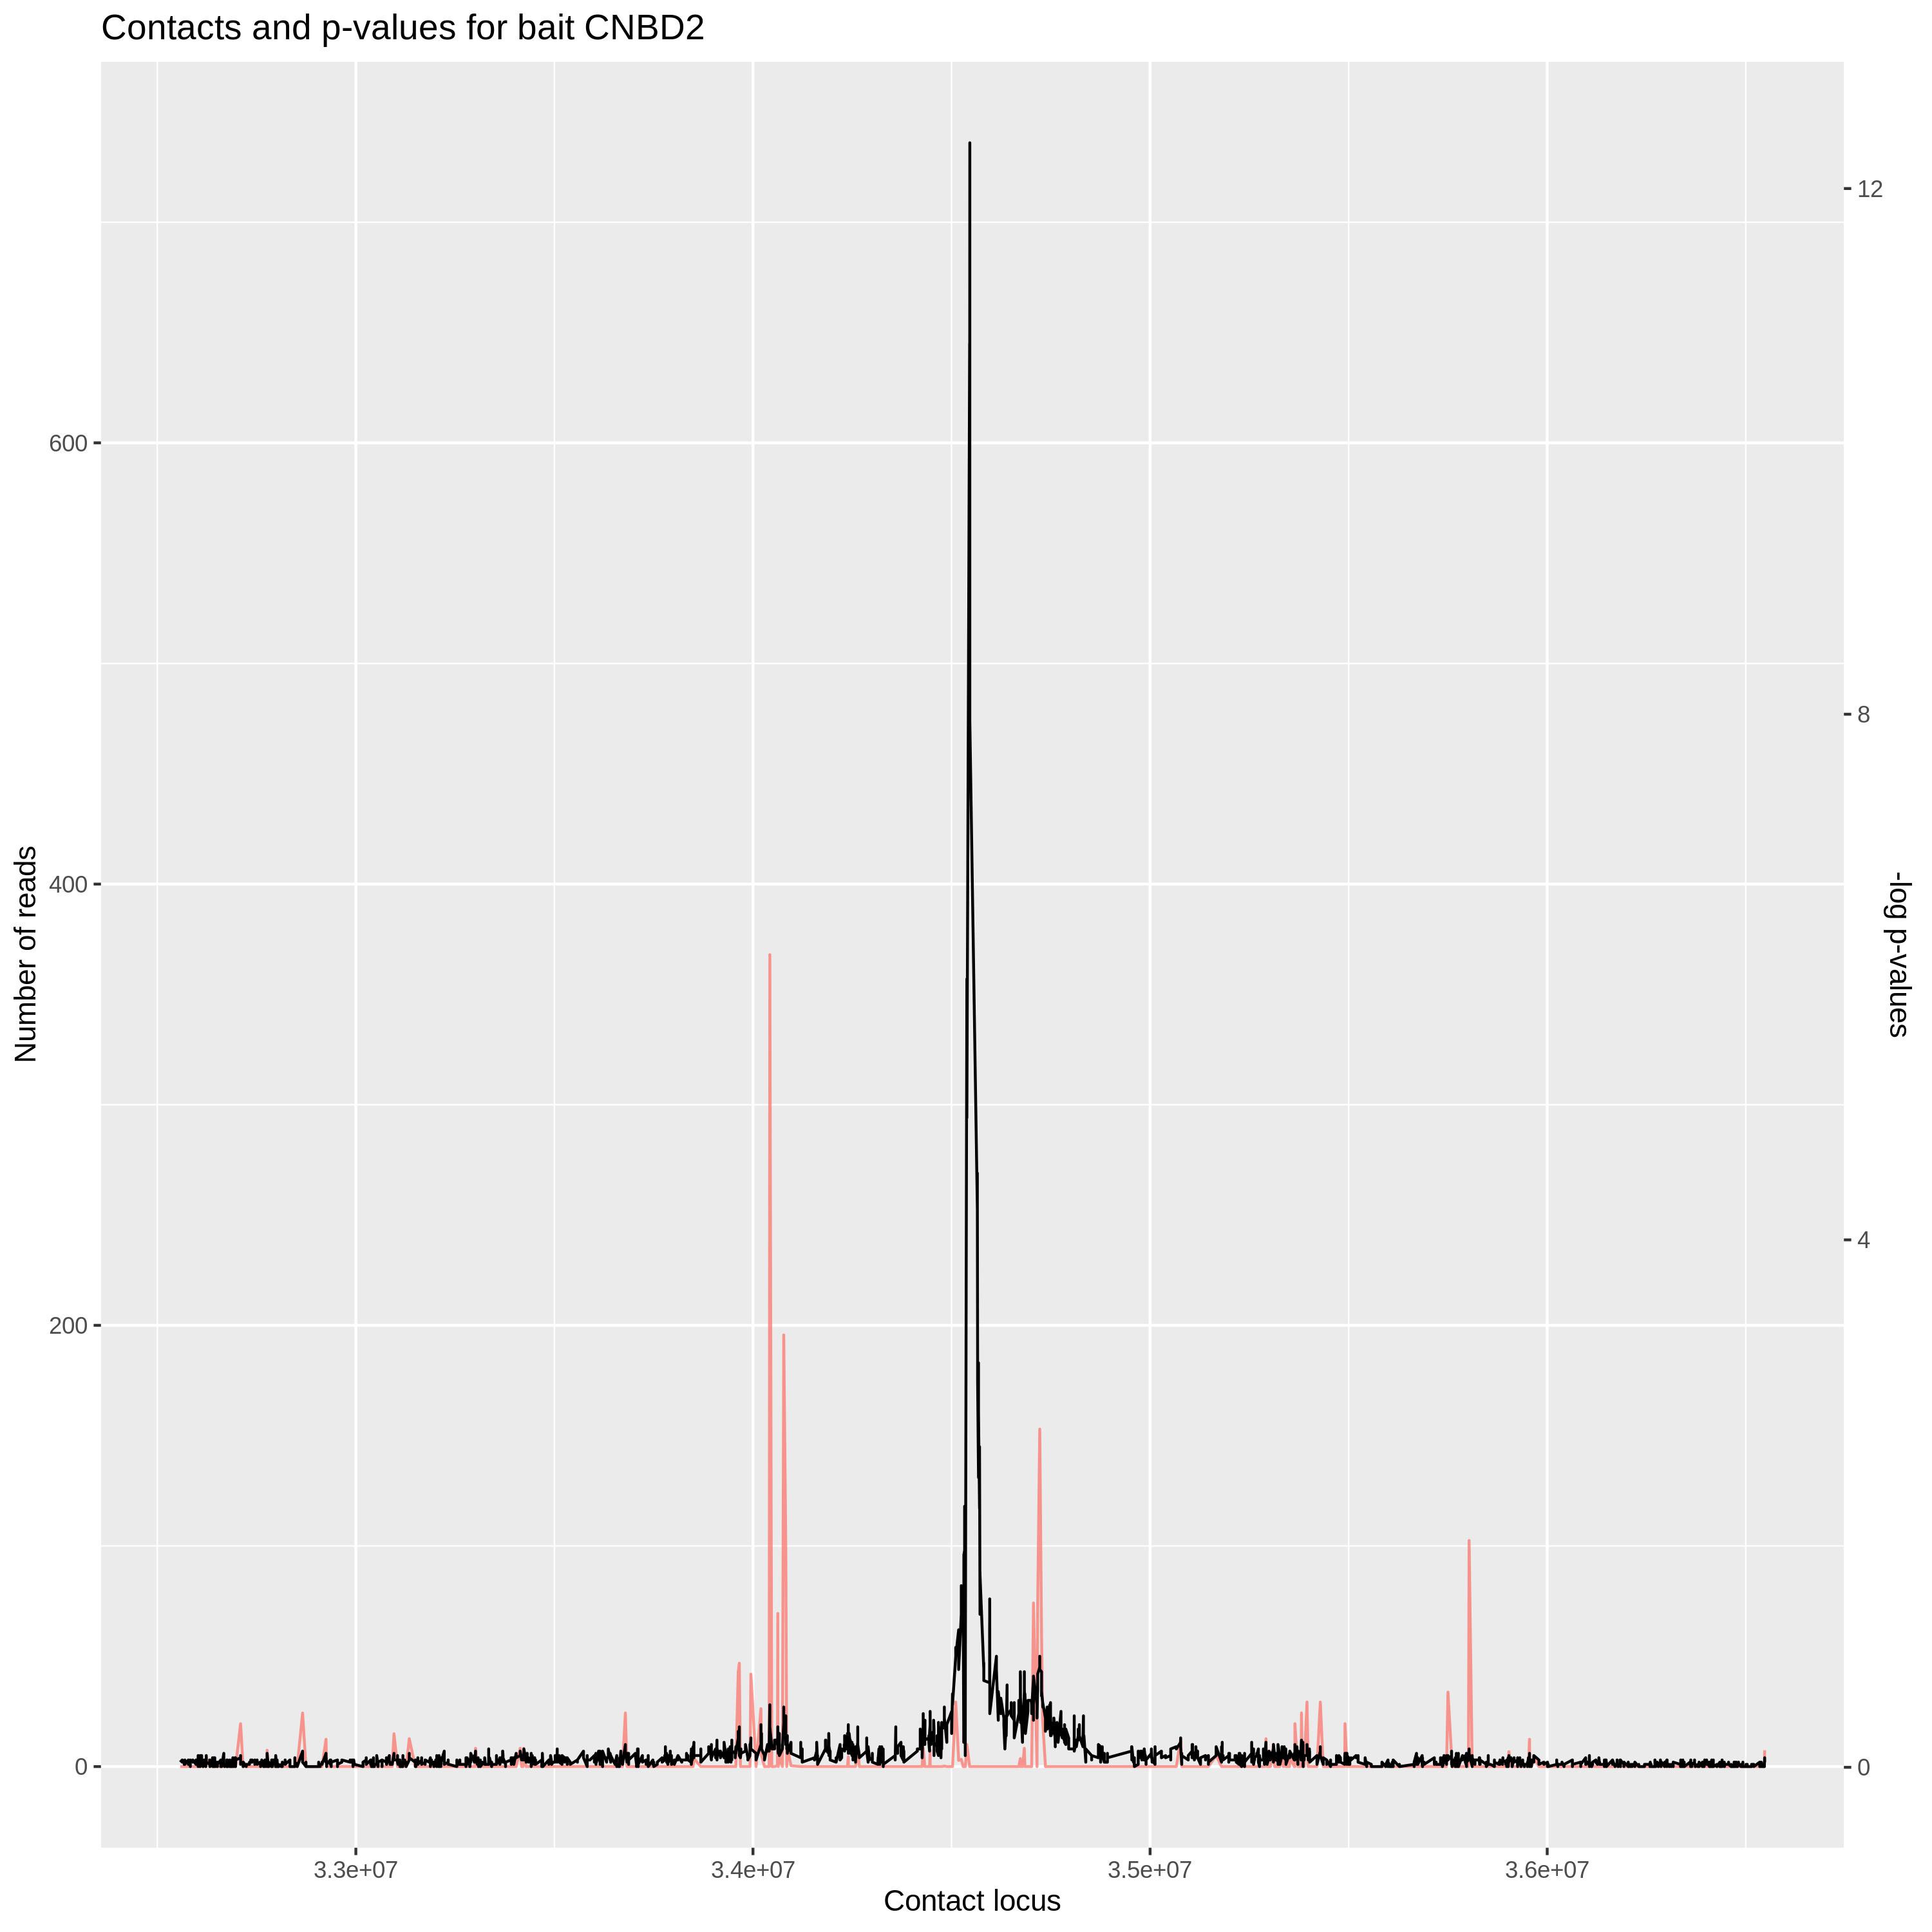 Contacts and p-values for bait CNBD2
Number of reads
600
400
200
0
12
8
4
0
-log p-values
3.3e+07
3.4e+07
3.5e+07
3.6e+07
Contact locus